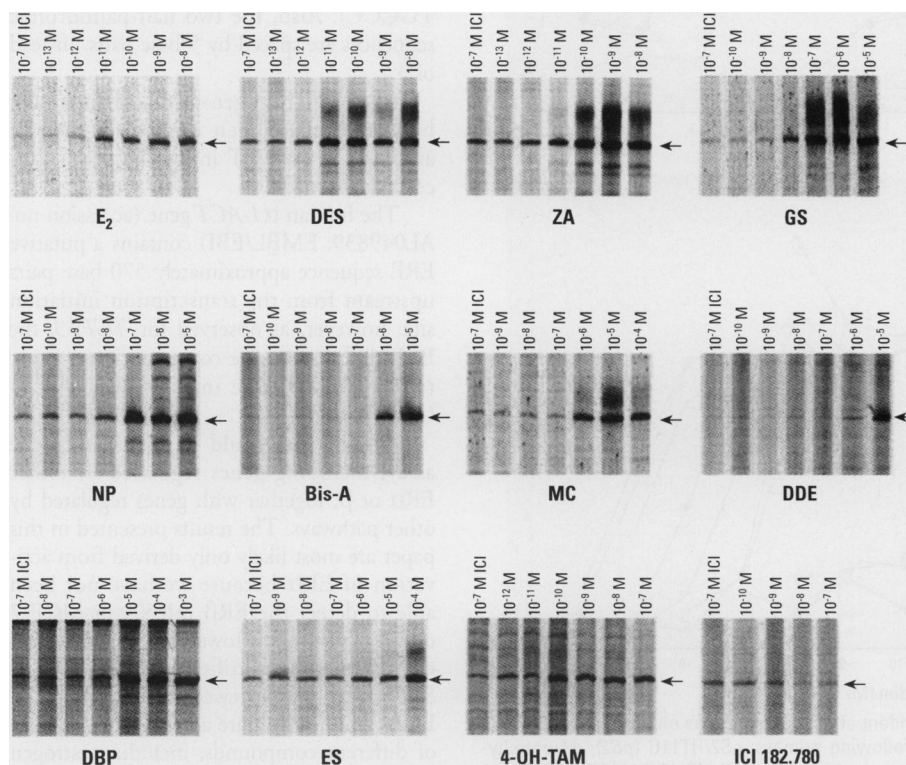 10⁻⁷ M ICI
10⁻¹³ M
10⁻¹² M
10⁻¹¹ M
10⁻¹⁰ M
10⁻⁹ M
10⁻⁸ M
E₂
10⁻⁷ M ICI
10⁻¹³ M
10⁻¹² M
10⁻¹¹ M
10⁻¹⁰ M
10⁻⁹ M
10⁻⁸ M
DES
10⁻⁷ M ICI
10⁻¹³ M
10⁻¹² M
10⁻¹¹ M
10⁻¹⁰ M
10⁻⁹ M
10⁻⁸ M
ZA
10⁻⁷ M ICI
10⁻¹⁰ M
10⁻⁹ M
10⁻⁸ M
10⁻⁷ M
10⁻⁶ M
10⁻⁵ M
GS
10⁻⁷ M ICI
10⁻¹⁰ M
10⁻⁹ M
10⁻⁸ M
10⁻⁷ M
10⁻⁶ M
10⁻⁵ M
NP
10⁻⁷ M ICI
10⁻¹⁰ M
10⁻⁹ M
10⁻⁸ M
10⁻⁷ M
10⁻⁶ M
10⁻⁵ M
Bis-A
10⁻⁷ M ICI
10⁻⁹ M
10⁻⁸ M
10⁻⁷ M
10⁻⁶ M
10⁻⁵ M
10⁻⁴ M
MC
10⁻⁷ M ICI
10⁻¹⁰ M
10⁻⁹ M
10⁻⁸ M
10⁻⁷ M
10⁻⁶ M
10⁻⁵ M
DDE
10⁻⁷ M ICI
10⁻⁸ M
10⁻⁷ M
10⁻⁶ M
10⁻⁵ M
10⁻⁴ M
10⁻³ M
DBP
10⁻⁷ M ICI
10⁻⁹ M
10⁻⁸ M
10⁻⁷ M
10⁻⁶ M
10⁻⁵ M
10⁻⁴ M
ES
10⁻⁷ M ICI
10⁻¹² M
10⁻¹¹ M
10⁻¹⁰ M
10⁻⁹ M
10⁻⁸ M
10⁻⁷ M
4-OH-TAM
10⁻⁷ M ICI
10⁻¹⁰ M
10⁻⁹ M
10⁻⁸ M
10⁻⁷ M
ICI 182.780